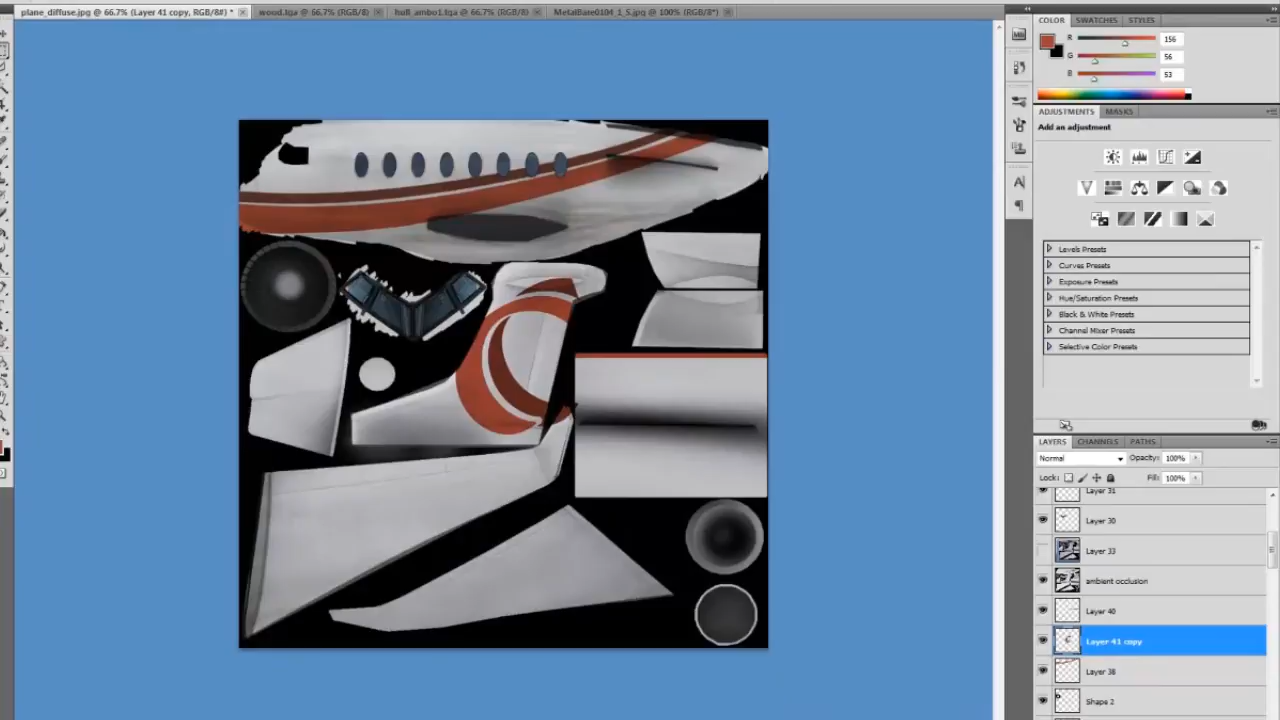 plane_diffuse.jpg @ 66.7% (Layer 41 copy, RGB/8#) *
wood.tga @ 66.7% (RGB/8)
hull_ambo1.tga @ 66.7% (RGB/8)
MetalBare0104_1_S.jpg @ 100% (RGB/8*)
COLOR SWATCHES STYLES
R 156
G 56
B 53
ADJUSTMENTS MASKS
Add an adjustment
Levels Presets
Curves Presets
Exposure Presets
Hue/Saturation Presets
Black & White Presets
Channel Mixer Presets
Selective Color Presets
LAYERS CHANNELS PATHS
Normal Opacity: 100%
Lock: Fill: 100%
Layer 31
Layer 30
Layer 33
ambient occlusion
Layer 40
Layer 41 copy
Layer 38
Shape 2